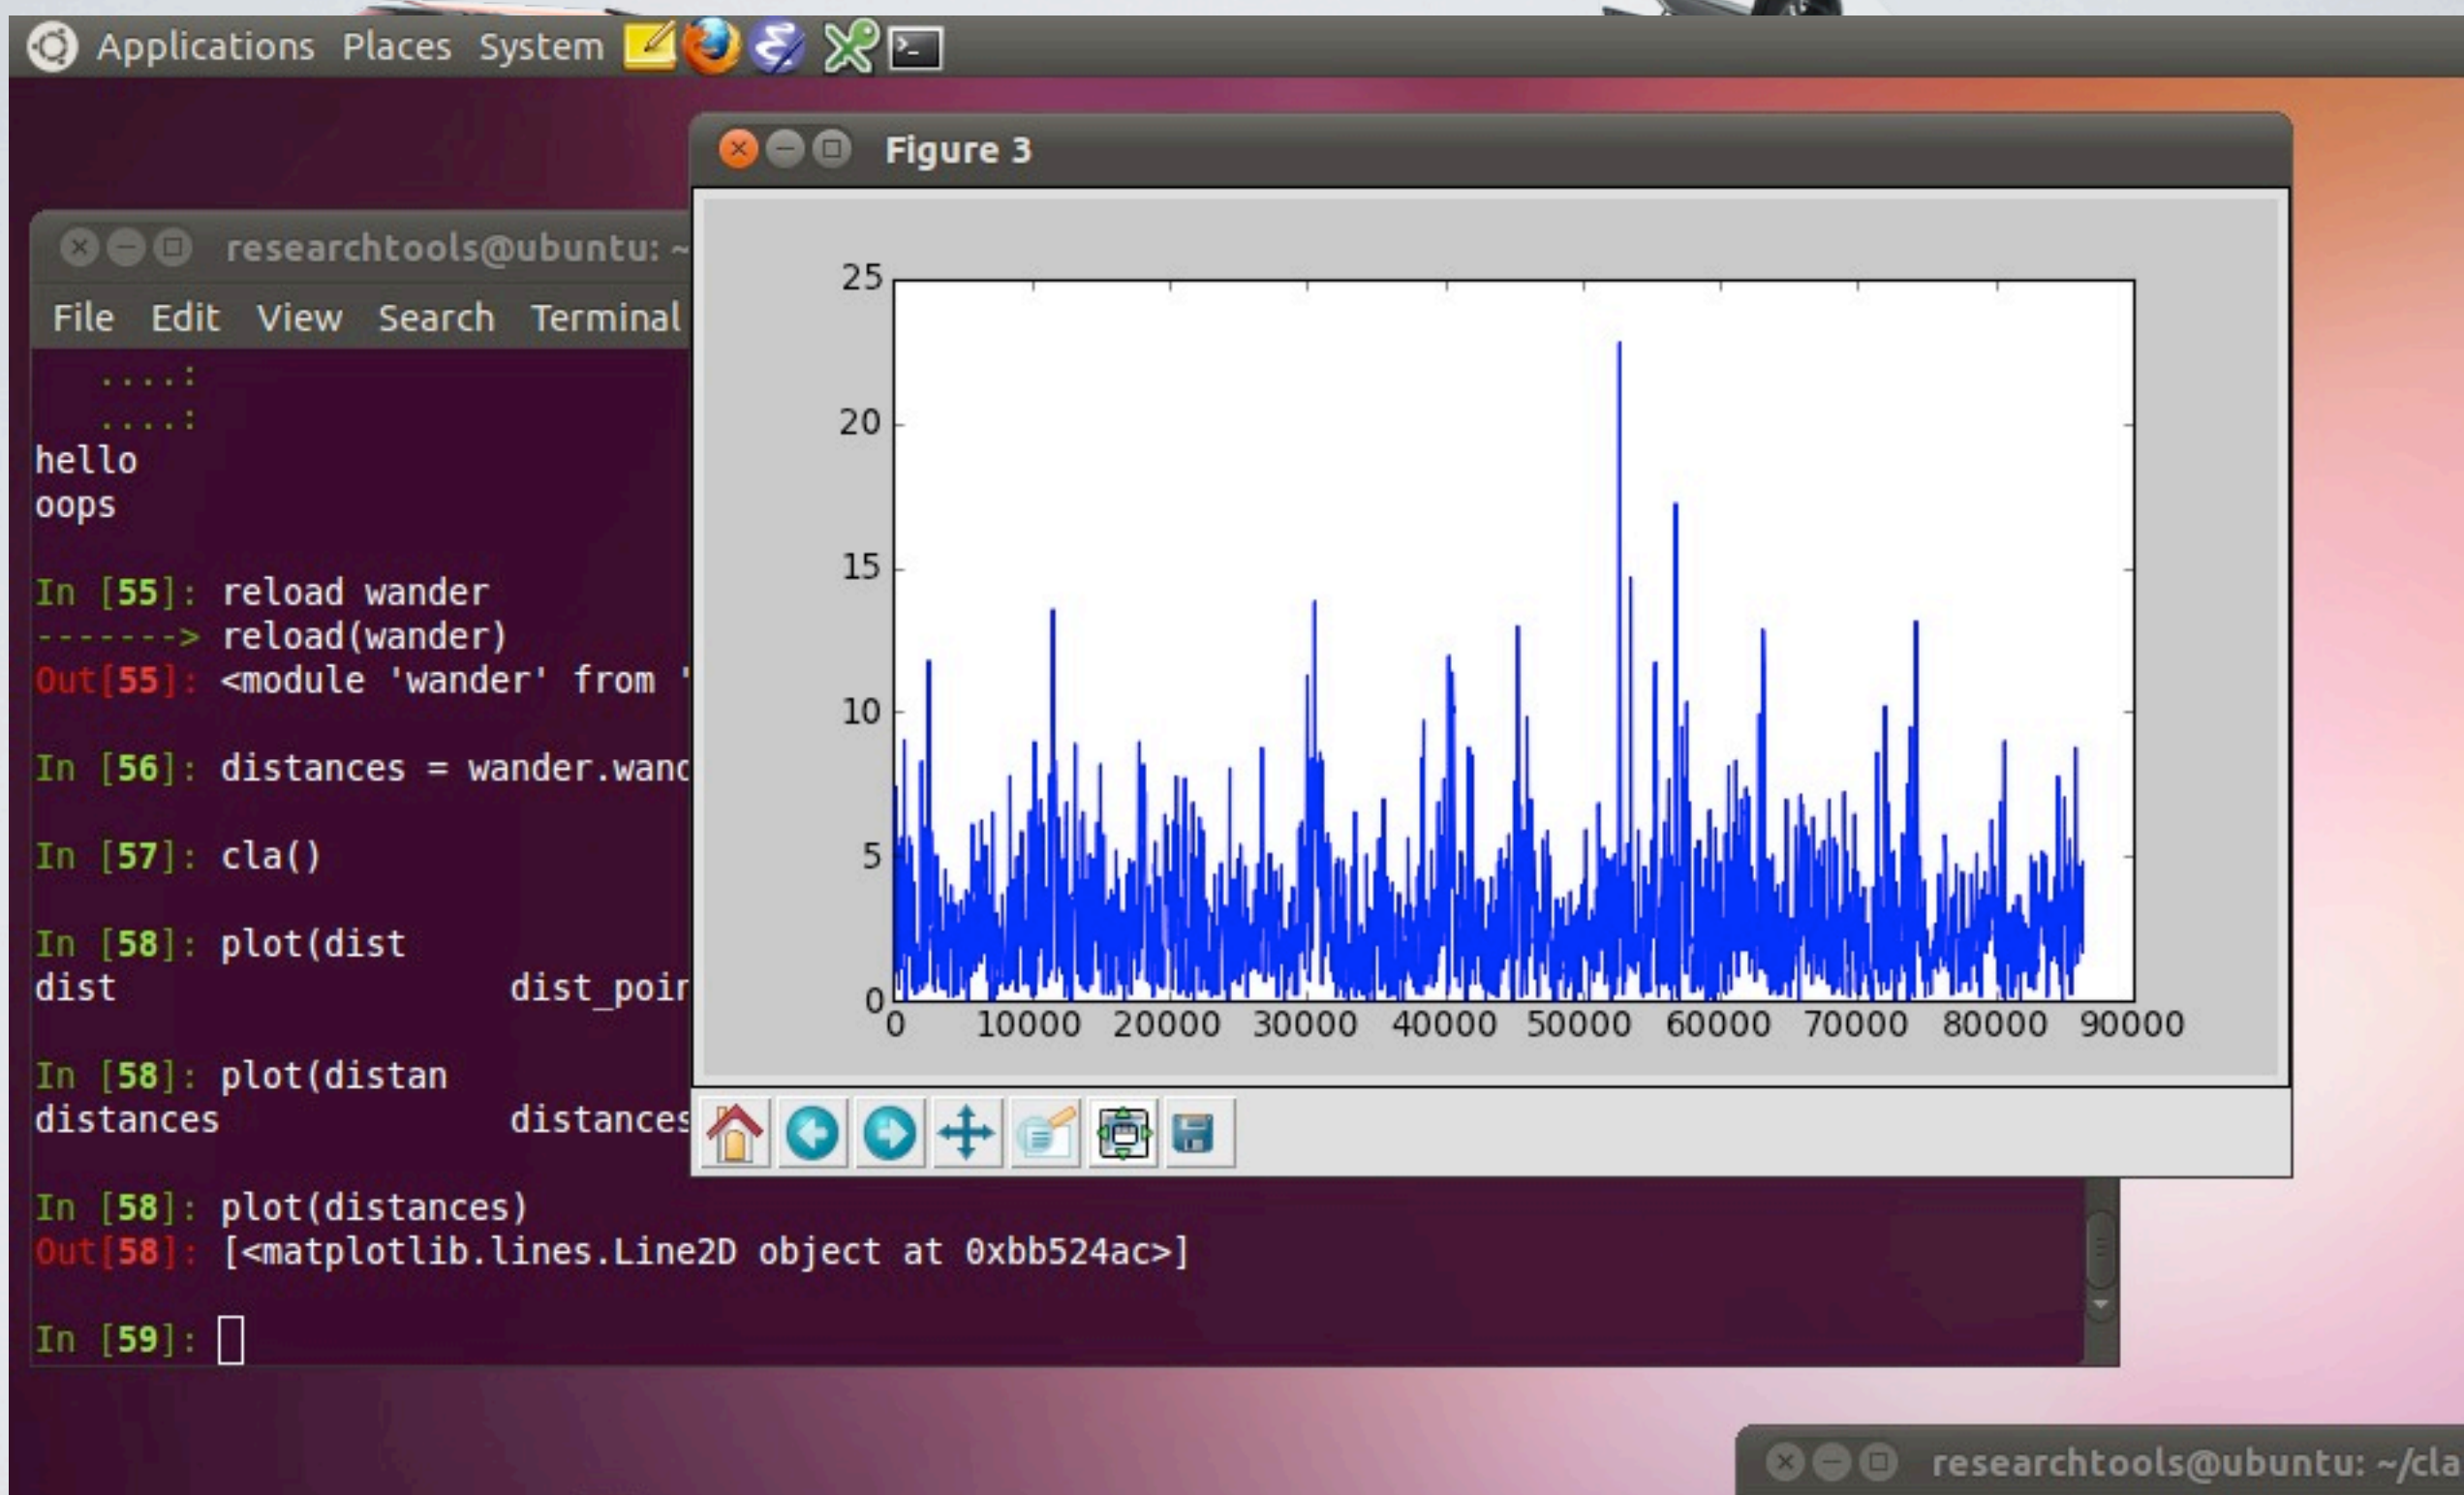 Applications Places System
Figure 3
researchtools@ubuntu: ~
File Edit View Search Terminal
....:
....:
hello
oops
In [55]: reload wander
-------> reload(wander)
Out[55]: <module 'wander' from '
In [56]: distances = wander.wand
In [57]: cla()
In [58]: plot(dist
dist dist_poin
In [58]: plot(distan
distances distances
In [58]: plot(distances)
Out[58]: [<matplotlib.lines.Line2D object at 0xbb524ac>]
In [59]:
25
20
15
10
5
0
0 10000 20000 30000 40000 50000 60000 70000 80000 90000
researchtools@ubuntu: ~/cla